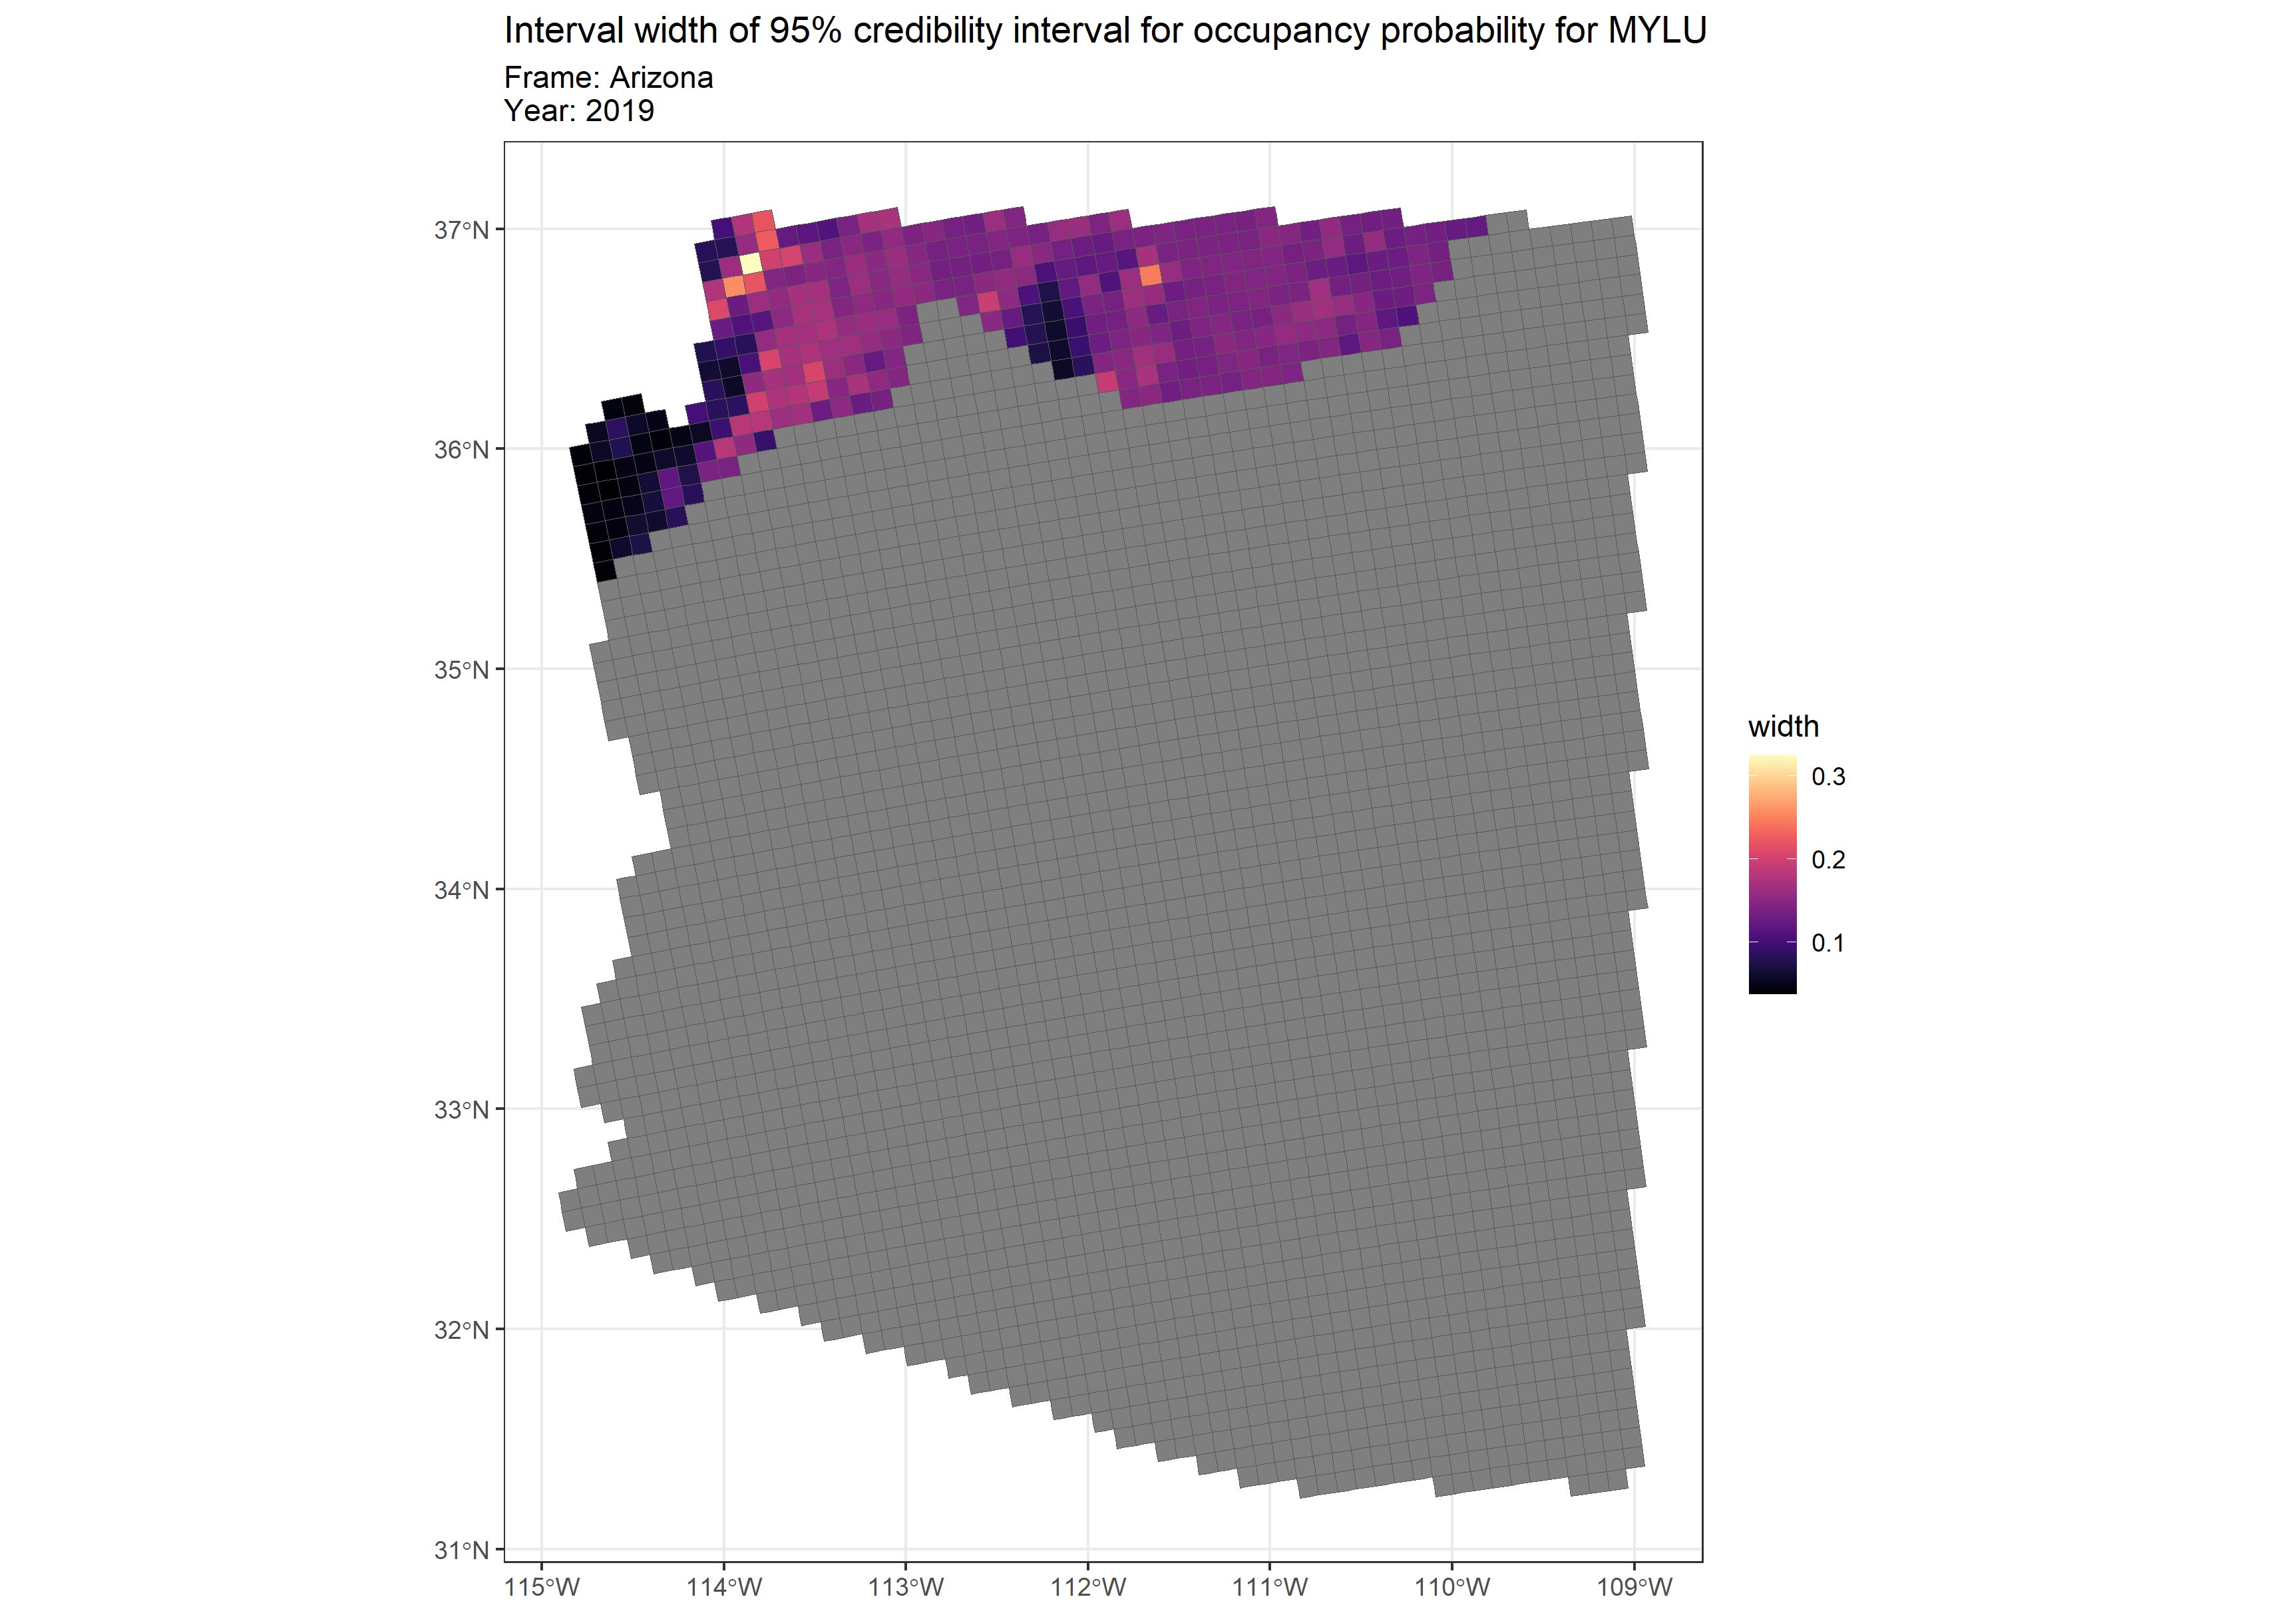 Interval width of 95% credibility interval for occupancy probability for MYLU
Frame: Arizona
Year: 2019
37°N
36°N
35°N
34°N
33°N
32°N
31°N
115°W
114°W
113°W
112°W
111°W
110°W
109°W
width
0.3
0.2
0.1